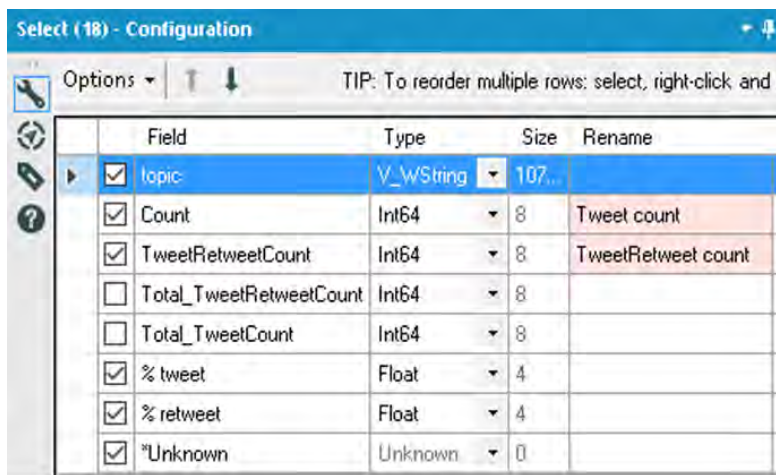 Select (18) - Configuration
Options TIP: To reorder multiple rows: select, right-click and
Field Type Size Rename
topic V_WString 107...
Count Int64 8 Tweet count
TweetRetweetCount Int64 8 TweetRetweet count
Total_TweetRetweetCount Int64 8
Total_TweetCount Int64 8
% tweet Float 4
% retweet Float 4
*Unknown Unknown 0